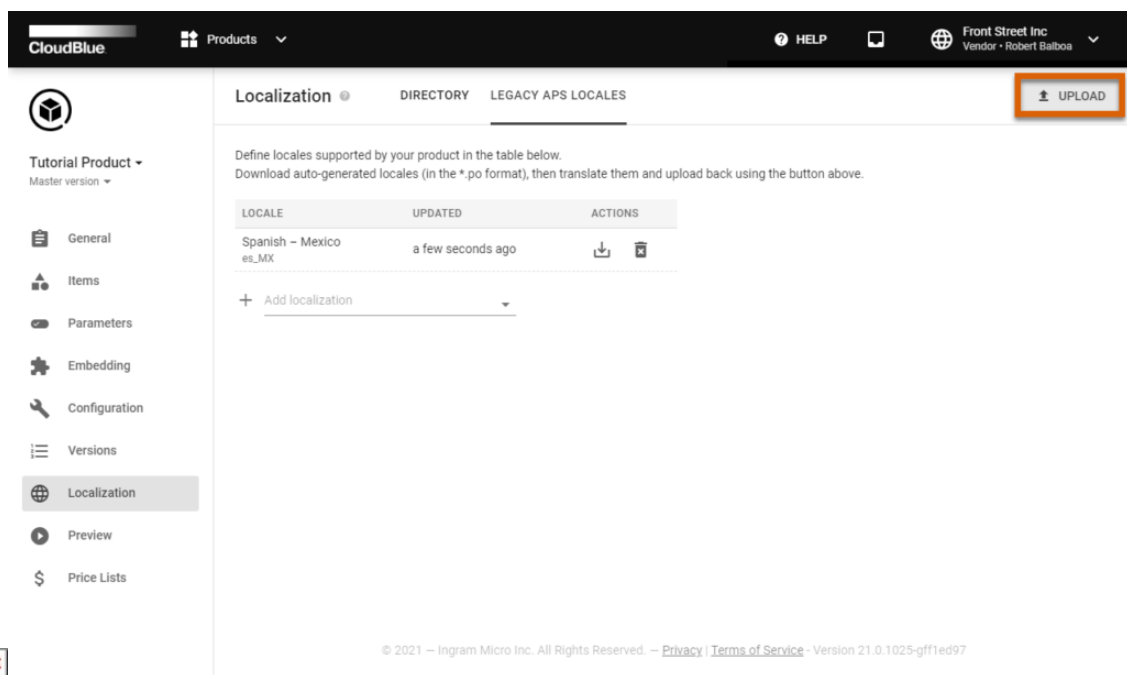 CloudBlue
Products
HELP
Front Street Inc
Vendor • Robert Balboa
Localization
DIRECTORY
LEGACY APS LOCALES
UPLOAD
Tutorial Product
Master version
General
Items
Parameters
Embedding
Configuration
Versions
Localization
Preview
Price Lists
Define locales supported by your product in the table below.
Download auto-generated locales (in the *.po format), then translate them and upload back using the button above.
LOCALE UPDATED ACTIONS
Spanish – Mexico a few seconds ago
es_MX
Add localization
© 2021 — Ingram Micro Inc. All Rights Reserved. — Privacy | Terms of Service - Version 21.0.1025-gff1ed97